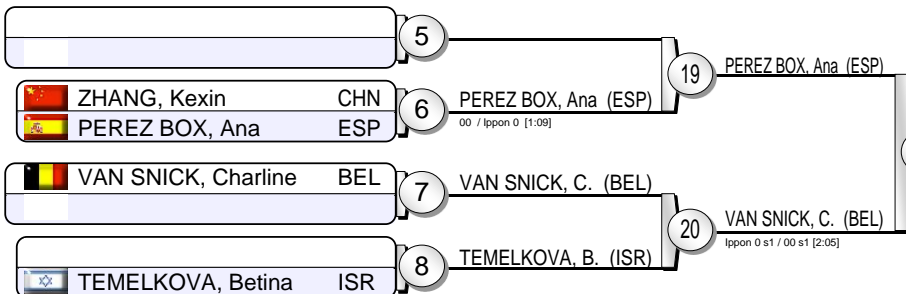 5
19
PEREZ BOX, Ana (ESP)
ZHANG, Kexin CHN
6
PEREZ BOX, Ana (ESP)
PEREZ BOX, Ana ESP
00 / Ippon 0 [1:09]
VAN SNICK, Charline BEL
7
VAN SNICK, C. (BEL)
20
VAN SNICK, C. (BEL)
Ippon 0 s1 / 00 s1 [2:05]
8
TEMELKOVA, B. (ISR)
TEMELKOVA, Betina ISR